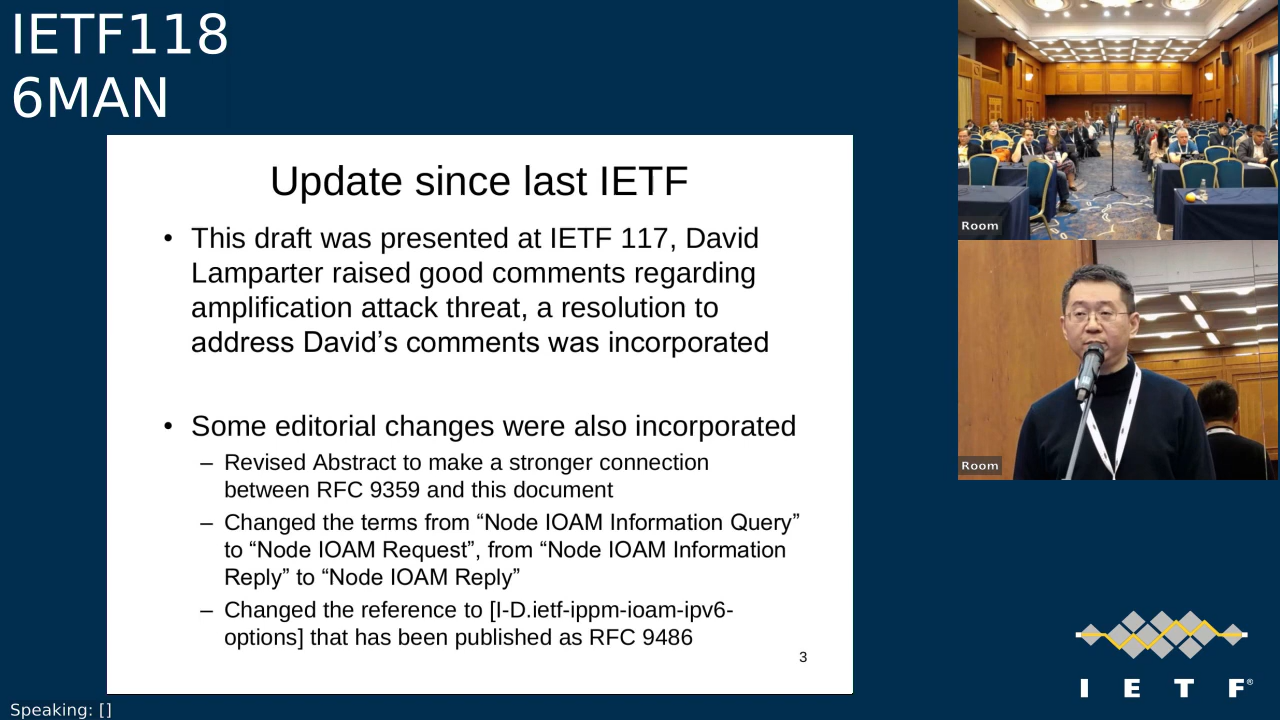 IETF118
6MAN
Update since last IETF
• This draft was presented at IETF 117, David
Lamparter raised good comments regarding
amplification attack threat, a resolution to
address David’s comments was incorporated
• Some editorial changes were also incorporated
– Revised Abstract to make a stronger connection
between RFC 9359 and this document
– Changed the terms from “Node IOAM Information Query”
to “Node IOAM Request”, from “Node IOAM Information
Reply” to “Node IOAM Reply”
– Changed the reference to [I-D.ietf-ippm-ioam-ipv6-
options] that has been published as RFC 9486
3
Room
Room
I E T F®
Speaking: []